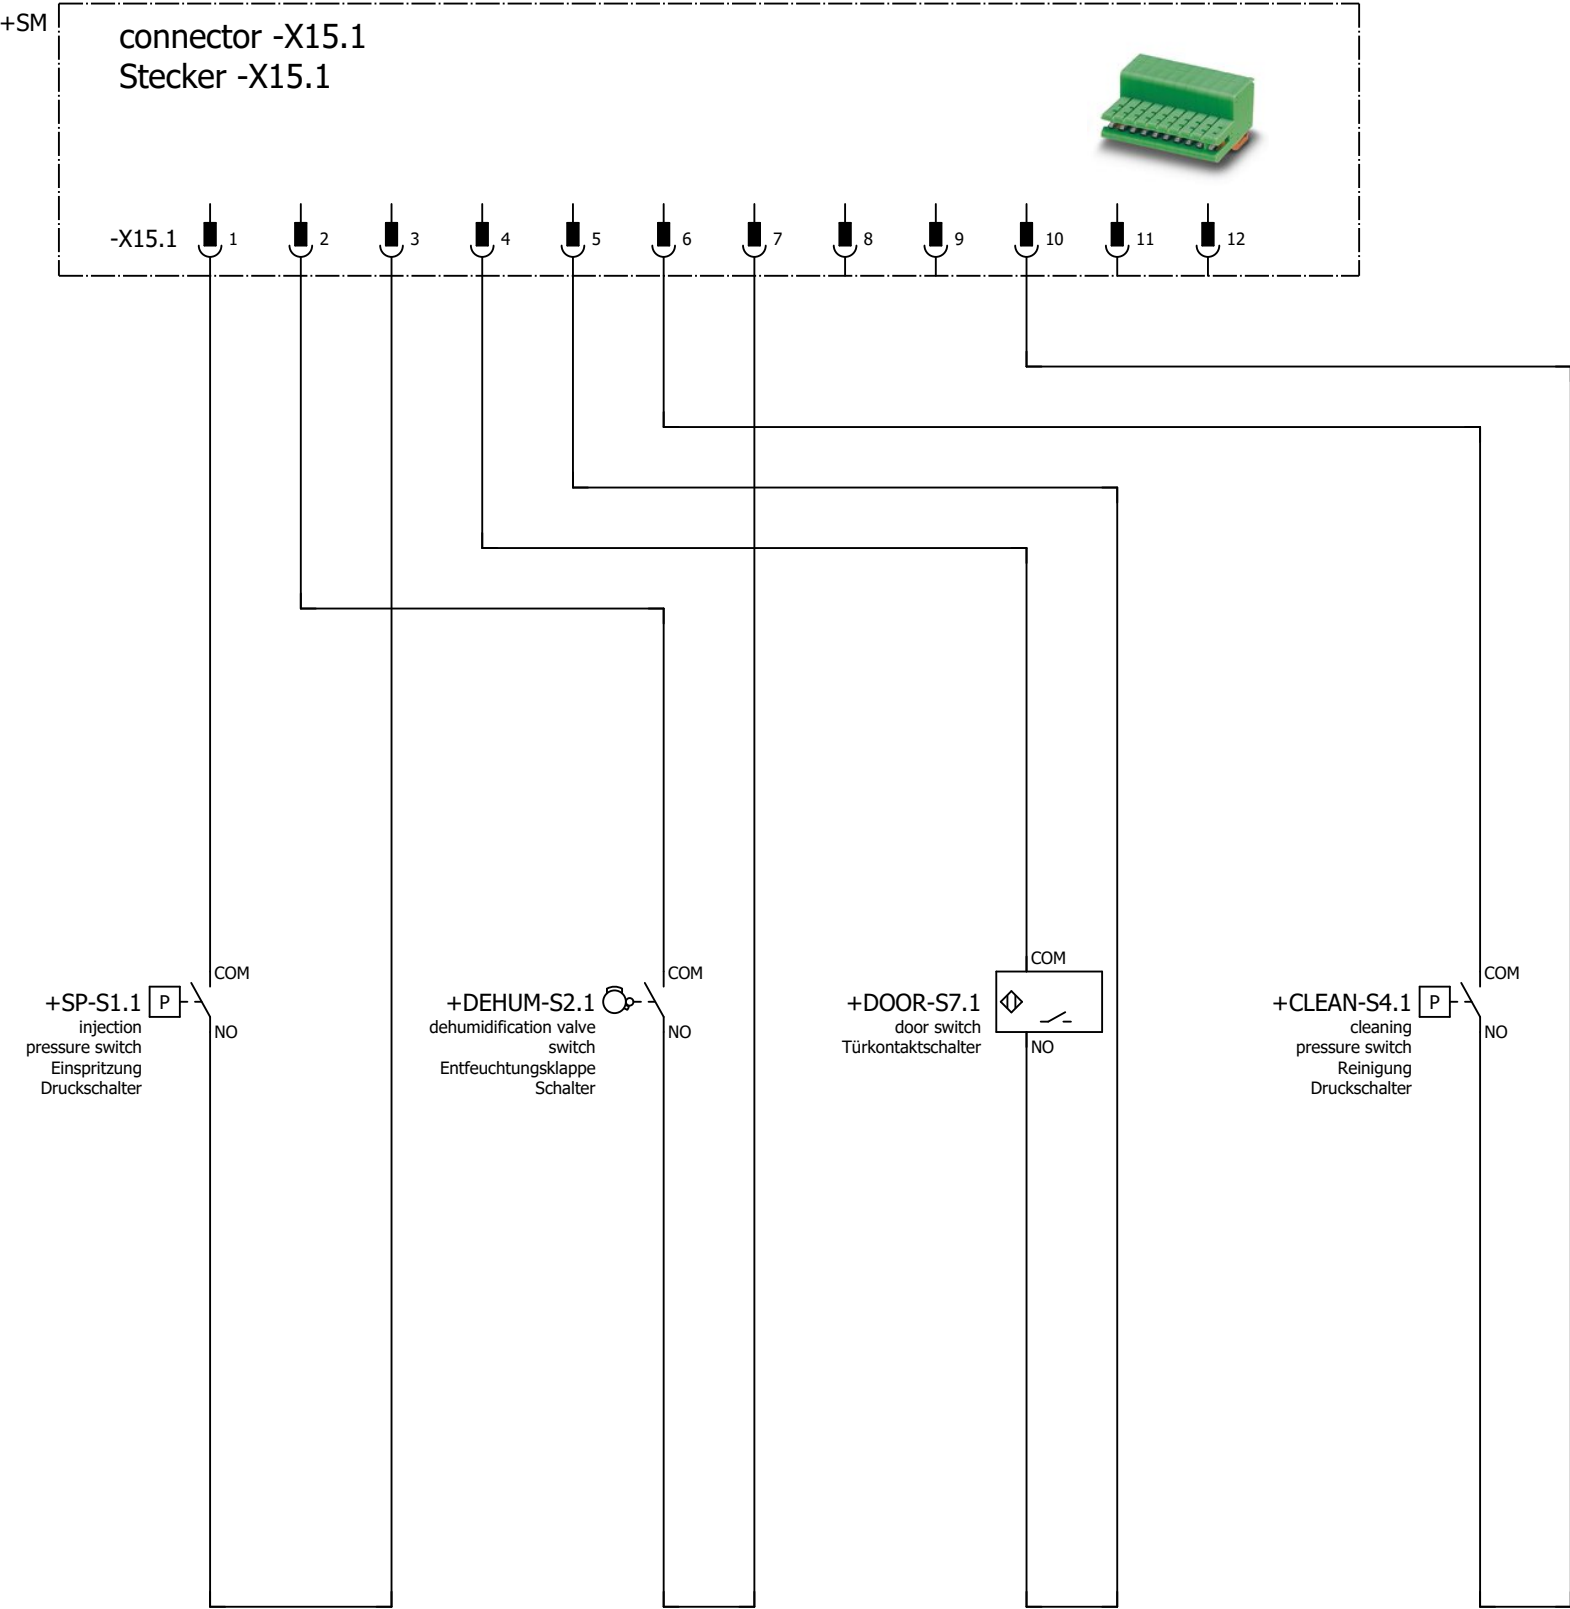 +SM
connector -X15.1
Stecker -X15.1
-X15.1 1 2 3 4 5 6 7 8 9 10 11 12
COM
+SP-S1.1 P
injection
pressure switch
Einspritzung
Druckschalter
NO
COM
+DEHUM-S2.1
dehumidification valve
switch
Entfeuchtungsklappe
Schalter
NO
COM
+DOOR-S7.1
door switch
Türkontaktschalter
NO
COM
+CLEAN-S4.1 P
cleaning
pressure switch
Reinigung
Druckschalter
NO